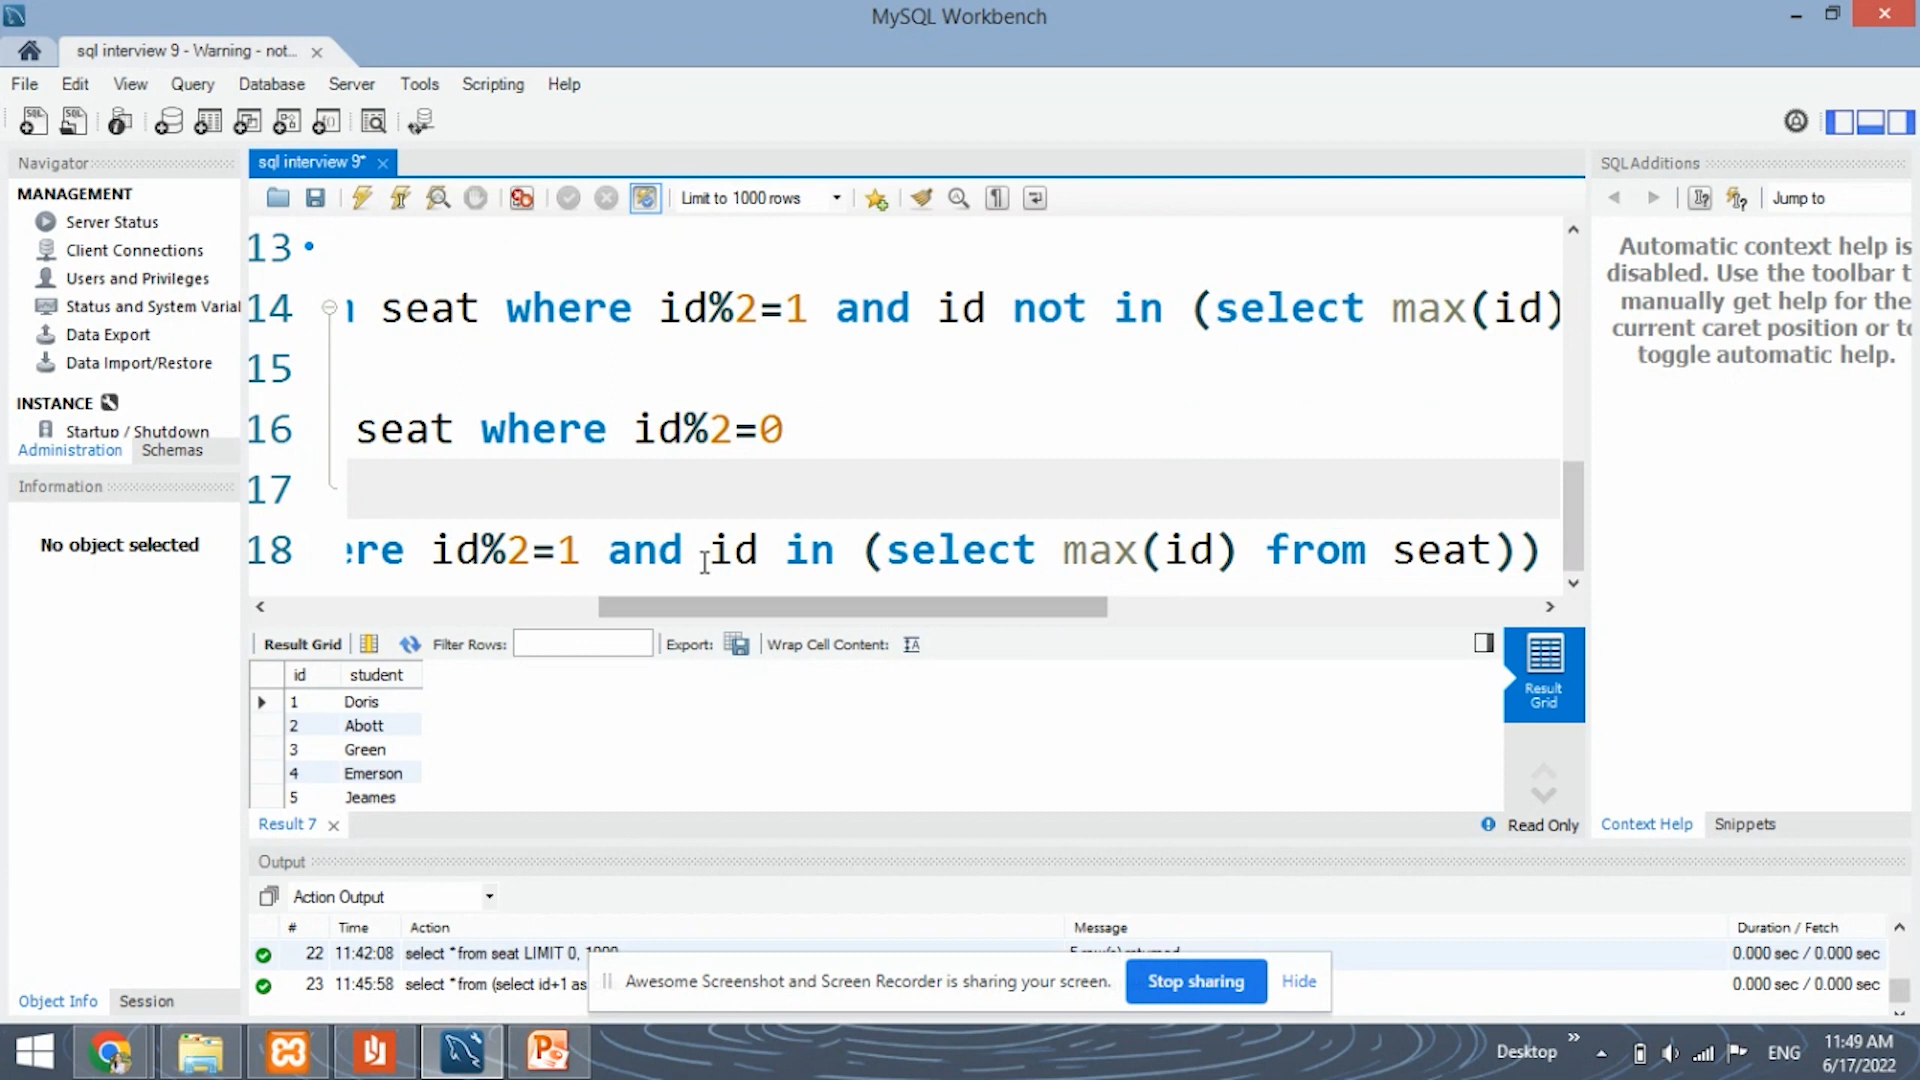 MySQL Workbench
sql interview 9 - Warning - not...
File Edit View Query Database Server Tools Scripting Help
Navigator
MANAGEMENT
Server Status
Client Connections
Users and Privileges
Status and System Varial
Data Export
Data Import/Restore
INSTANCE
Startup / Shutdown
Administration Schemas
Information
No object selected
Object Info Session
sql interview 9*
Limit to 1000 rows
13
14 seat where id%2=1 and id not in (select max(id)
15
16 seat where id%2=0
17
18 ere id%2=1 and id in (select max(id) from seat))
Result Grid Filter Rows: Export: Wrap Cell Content:
id student
1 Doris
2 Abott
3 Green
4 Emerson
5 Jeames
Result Grid
Result 7
Read Only
SQL Additions
Jump to
Automatic context help is
disabled. Use the toolbar t
manually get help for the
current caret position or to
toggle automatic help.
Context Help Snippets
Output
Action Output
# Time Action Message Duration / Fetch
22 11:42:08 select * from seat LIMIT 0, 1000 5 row(s) returned 0.000 sec / 0.000 sec
23 11:45:58 select * from (select id+1 as 0.000 sec / 0.000 sec
Awesome Screenshot and Screen Recorder is sharing your screen. Stop sharing Hide
Desktop ENG
11:49 AM
6/17/2022